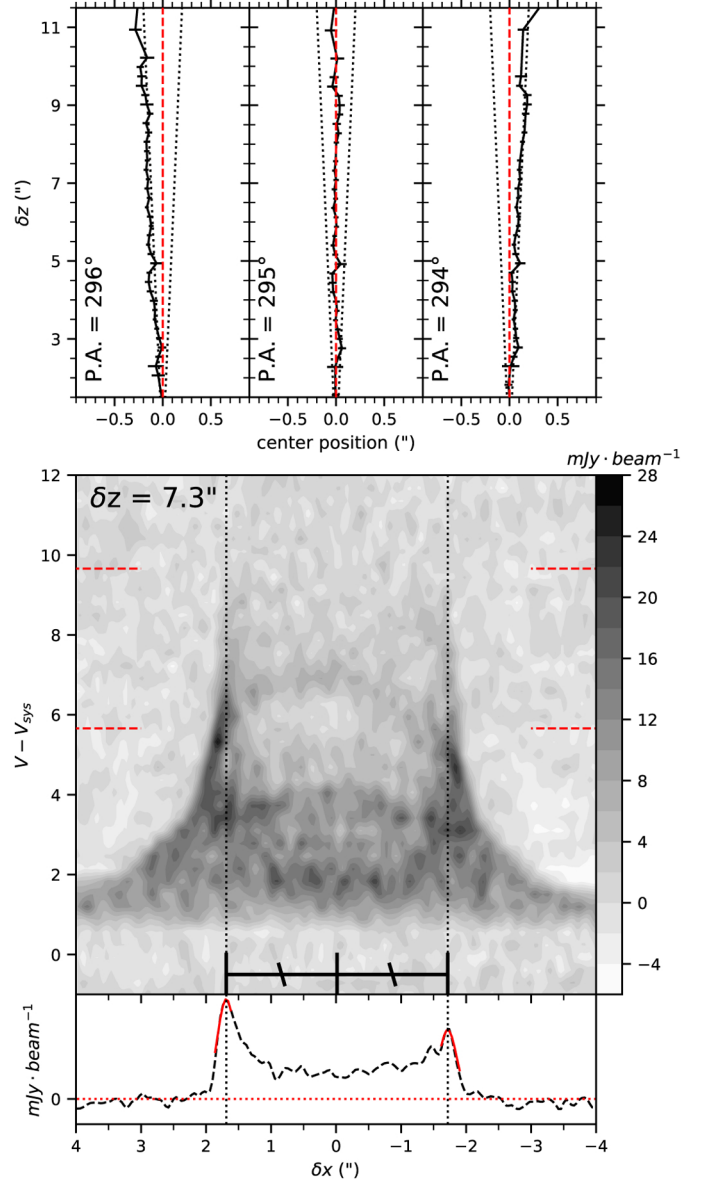 11
9
7
5
3
δz (")
P.A. = 296°
P.A. = 295°
P.A. = 294°
−0.5 0.0 0.5 −0.5 0.0 0.5 −0.5 0.0 0.5
center position (")
mJy · beam⁻¹
δz = 7.3"
12
10
8
6
4
2
0
V − Vsys
28
24
20
16
12
8
4
0
−4
mJy · beam⁻¹
0
4 3 2 1 0 −1 −2 −3 −4
δx (")